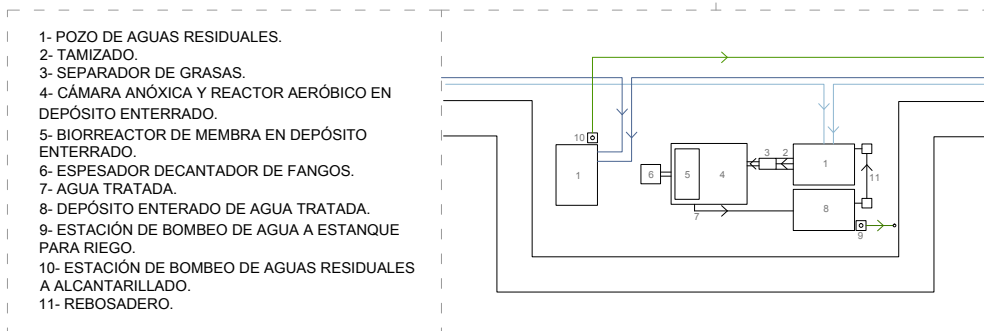 1- POZO DE AGUAS RESIDUALES.
2- TAMIZADO.
3- SEPARADOR DE GRASAS.
4- CÁMARA ANÓXICA Y REACTOR AERÓBICO EN
DEPÓSITO ENTERRADO.
5- BIORREACTOR DE MEMBRA EN DEPÓSITO
ENTERRADO.
6- ESPESADOR DECANTADOR DE FANGOS.
7- AGUA TRATADA.
8- DEPÓSITO ENTERADO DE AGUA TRATADA.
9- ESTACIÓN DE BOMBEO DE AGUA A ESTANQUE
PARA RIEGO.
10- ESTACIÓN DE BOMBEO DE AGUAS RESIDUALES
A ALCANTARILLADO.
11- REBOSADERO.
10
1
6
5
4
3
2
1
11
7
8
9